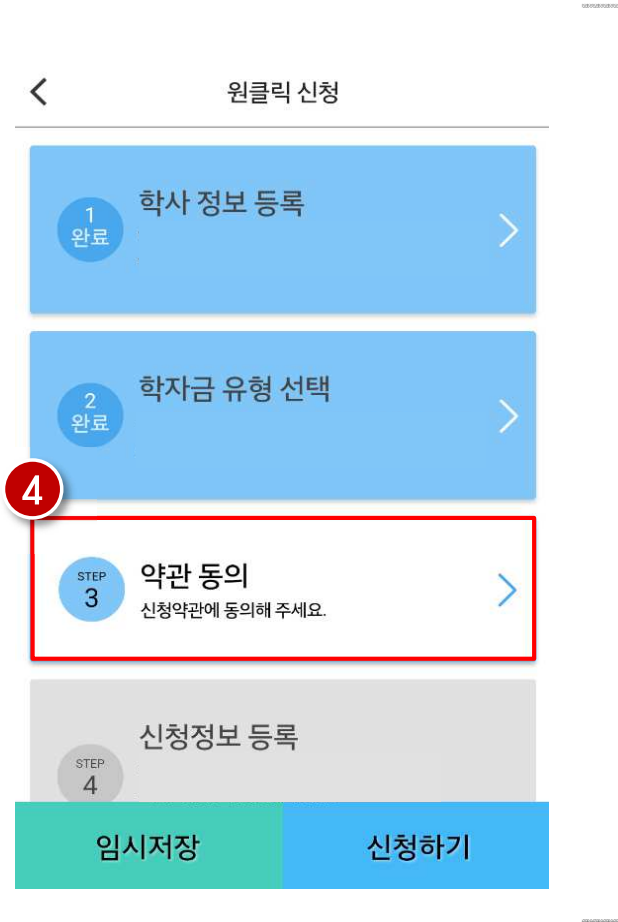 원클릭 신청
1
완료
학사 정보 등록
2
완료
학자금 유형 선택
4
STEP
3
약관 동의
신청약관에 동의해 주세요.
STEP
4
신청정보 등록
임시저장
신청하기